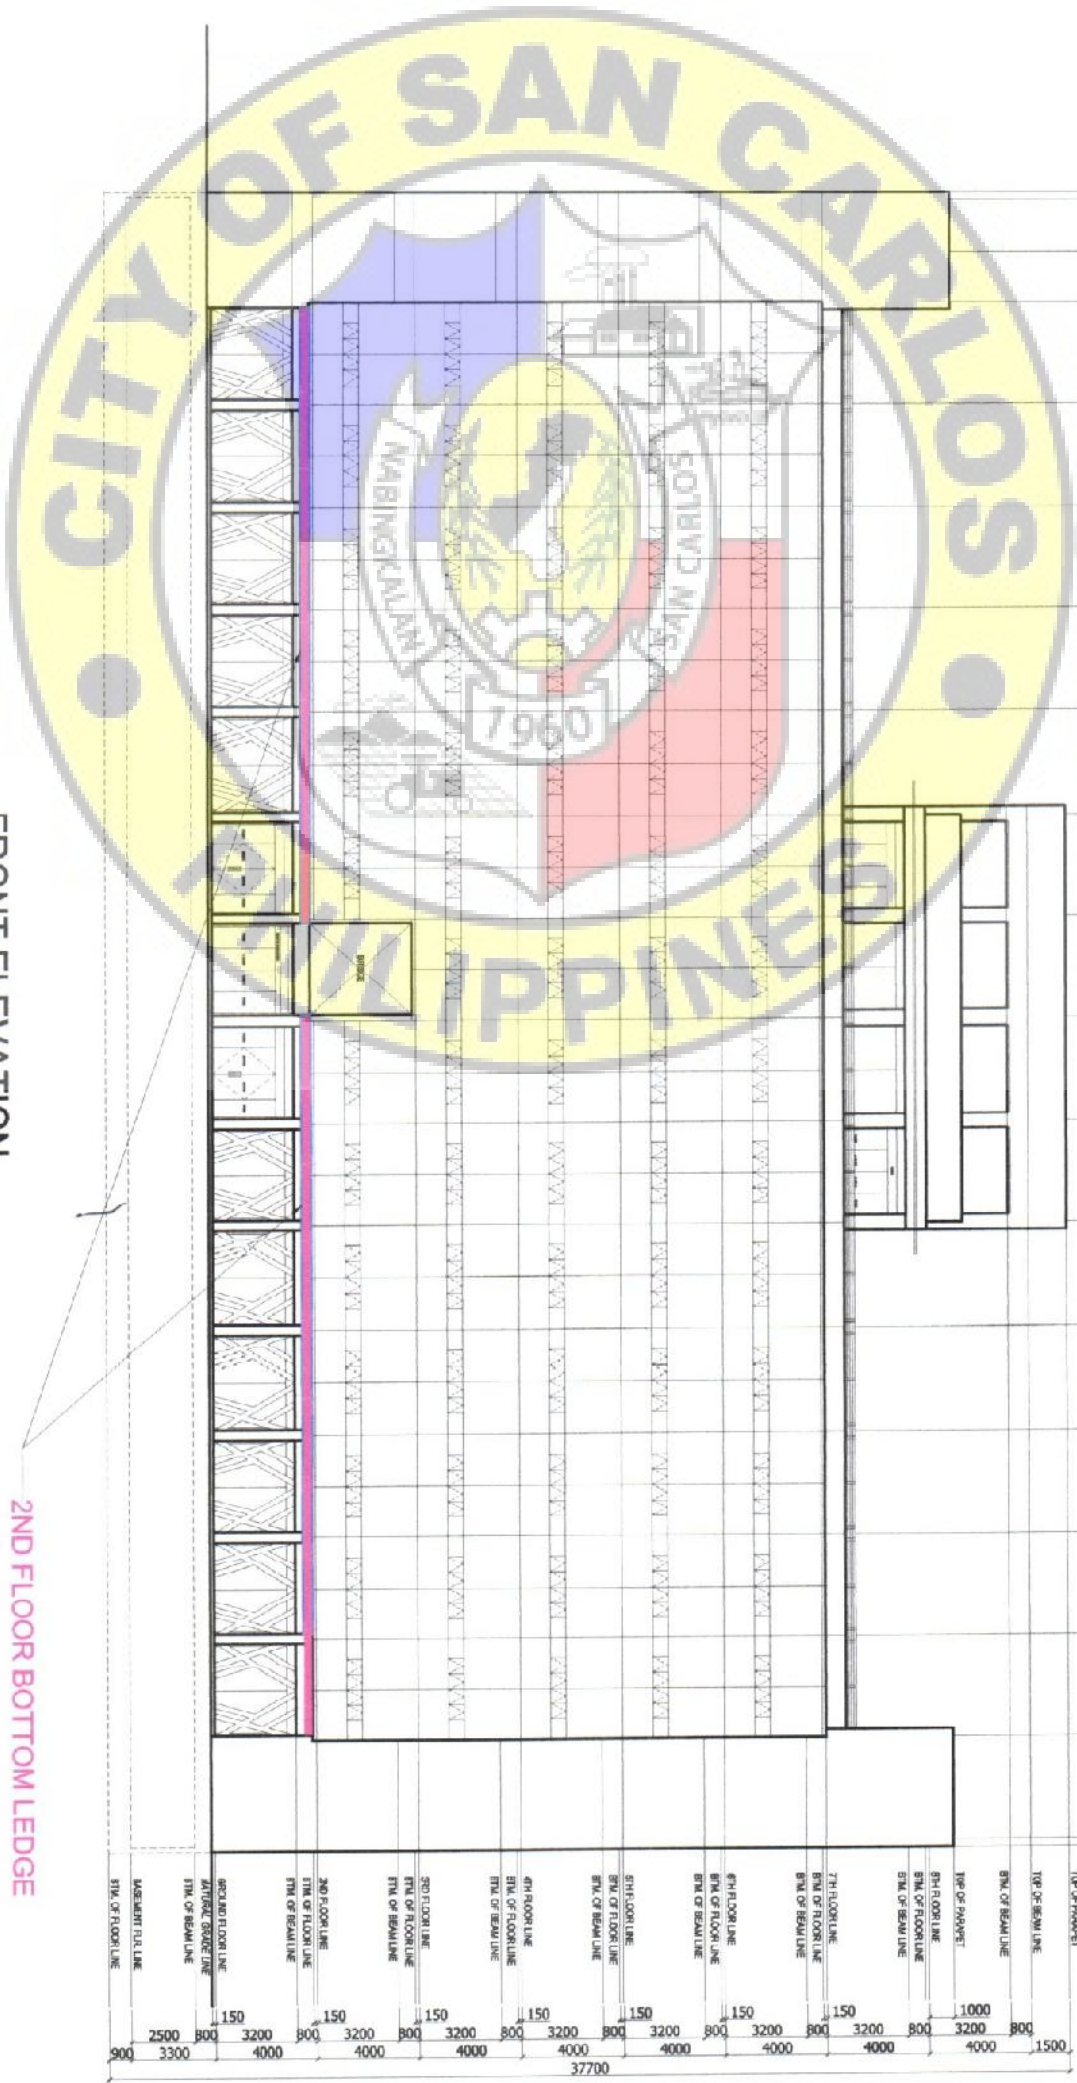 CITY OF SAN CARLOS
PHILIPPINES
NABINGKALAN
SAN CARLOS
1960
BRIDGE
2ND FLOOR BOTTOM LEDGE
TOP OF BEAM LINE
BTM. OF BEAM LINE
TOP OF PARAPET
8TH FLOOR LINE
BTM. OF FLOOR LINE
BTM. OF BEAM LINE
7TH FLOOR LINE
BTM. OF FLOOR LINE
BTM. OF BEAM LINE
6TH FLOOR LINE
BTM. OF FLOOR LINE
BTM. OF BEAM LINE
5TH FLOOR LINE
BTM. OF FLOOR LINE
BTM. OF BEAM LINE
4TH FLOOR LINE
BTM. OF FLOOR LINE
BTM. OF BEAM LINE
3RD FLOOR LINE
BTM. OF FLOOR LINE
BTM. OF BEAM LINE
2ND FLOOR LINE
BTM. OF FLOOR LINE
BTM. OF BEAM LINE
GROUND FLOOR LINE
NATURAL GRADE LINE
BTM. OF BEAM LINE
BASEMENT FLR. LINE
BTM. OF FLOOR LINE
150 150 150 150 150 150 150 1000
2500 800 3200 800 3200 800 3200 800 3200 800 3200 800 3200 800 3200 800 3200 800
900 3300 4000 4000 4000 4000 4000 4000 4000 4000 1500
37700